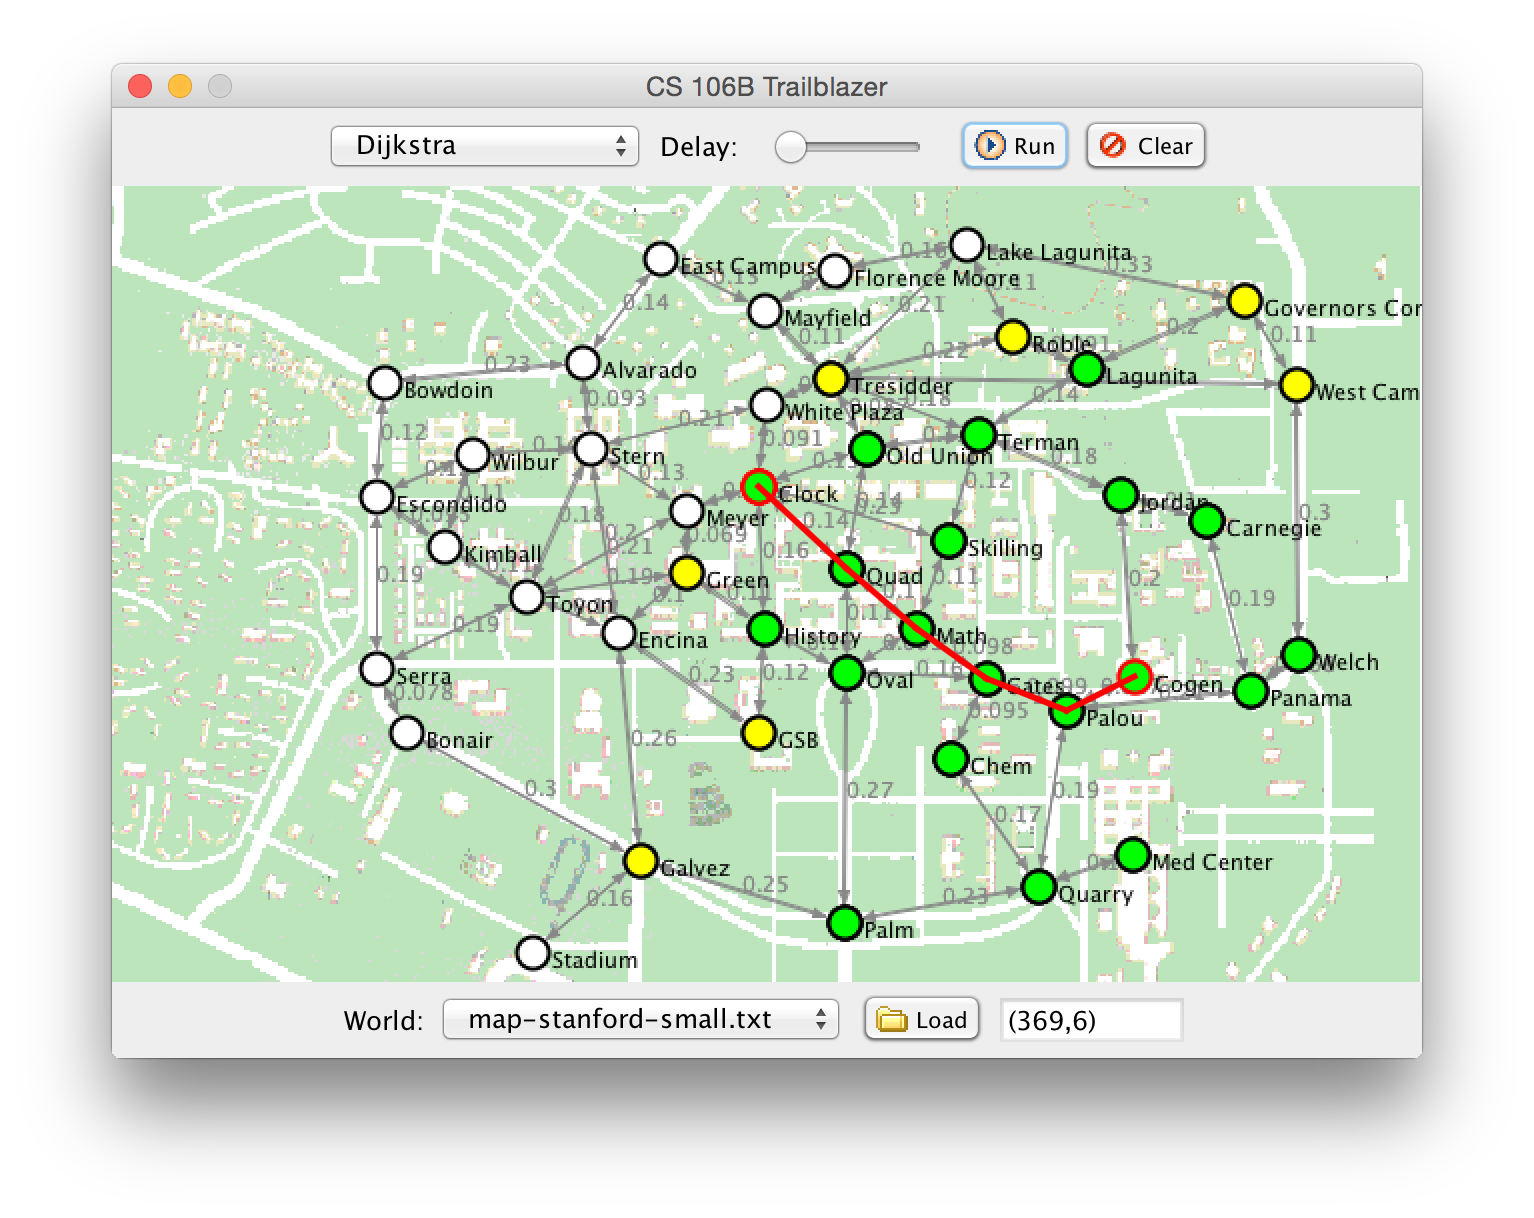 CS 106B Trailblazer
Dijkstra
Delay:
Run
Clear
East Campus
Florence Moore
Lake Lagunita
0.33
Governors Cor
0.14
Mayfield
0.21
0.11
0.2
0.11
Roble
0.22
Lagunita
0.23
Alvarado
Tresidder
West Cam
Bowdoin
0.093
0.18
0.14
White Plaza
0.21
0.12
0.091
Terman
Wilbur
Stern
Old Union
0.18
0.13
0.12
Clock
Jordan
Escondido
Meyer
0.14
Carnegie
0.3
0.18
0.2
0.069
0.14
Kimball
0.21
0.16
Skilling
0.19
0.19
Green
Quad
0.11
0.2
Toyon
0.1
0.11
0.11
0.19
0.19
Encina
History
Math
0.098
Welch
Serra
0.23
0.12
Oval
0.16
Gates
Cogen
0.078
0.095
Palou
Panama
Bonair
0.26
GSB
Chem
0.3
0.27
0.19
0.17
Galvez
Med Center
0.25
0.16
0.23
Quarry
Palm
Stadium
World:
map-stanford-small.txt
Load
(369,6)